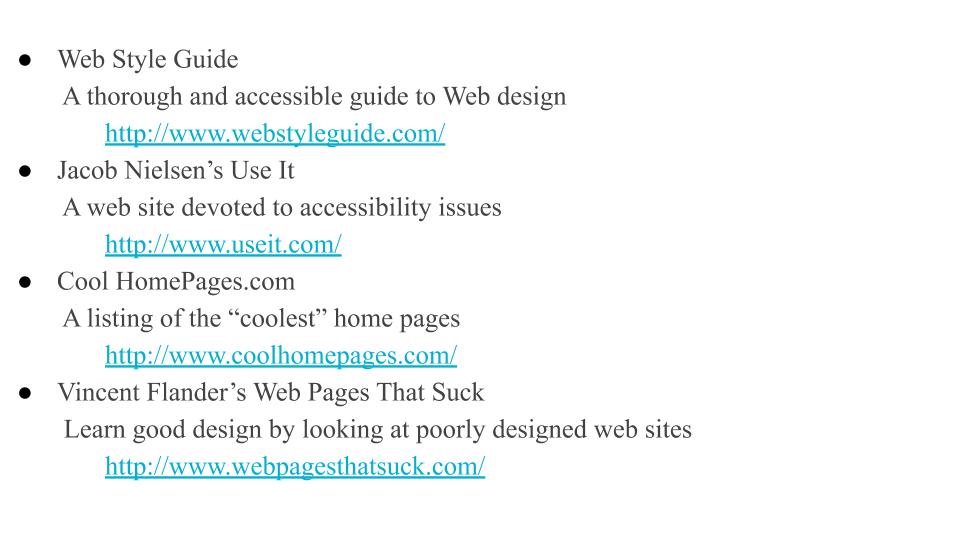 ● Web Style Guide
A thorough and accessible guide to Web design
http://www.webstyleguide.com/
● Jacob Nielsen’s Use It
A web site devoted to accessibility issues
http://www.useit.com/
● Cool HomePages.com
A listing of the “coolest” home pages
http://www.coolhomepages.com/
● Vincent Flander’s Web Pages That Suck
Learn good design by looking at poorly designed web sites
http://www.webpagesthatsuck.com/